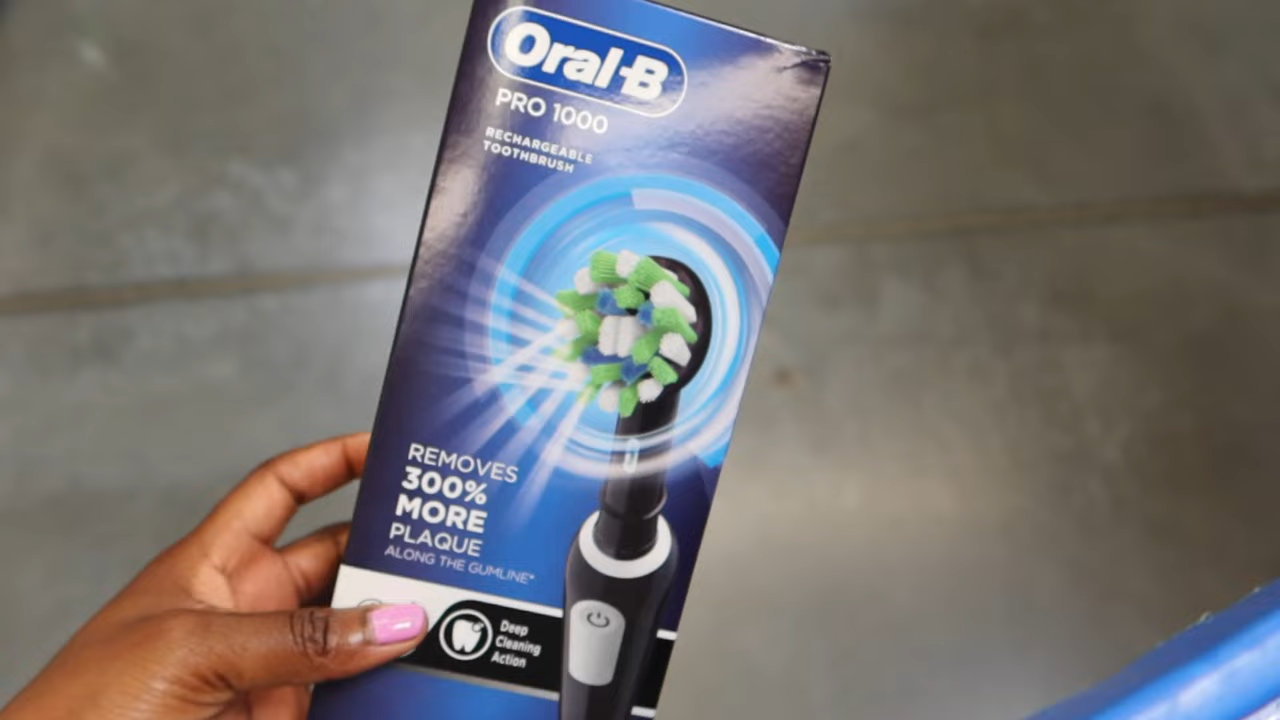 Oral-B
PRO 1000
RECHARGEABLE
TOOTHBRUSH
REMOVES
300%
MORE
PLAQUE
ALONG THE GUMLINE*
Deep
Cleaning
Action